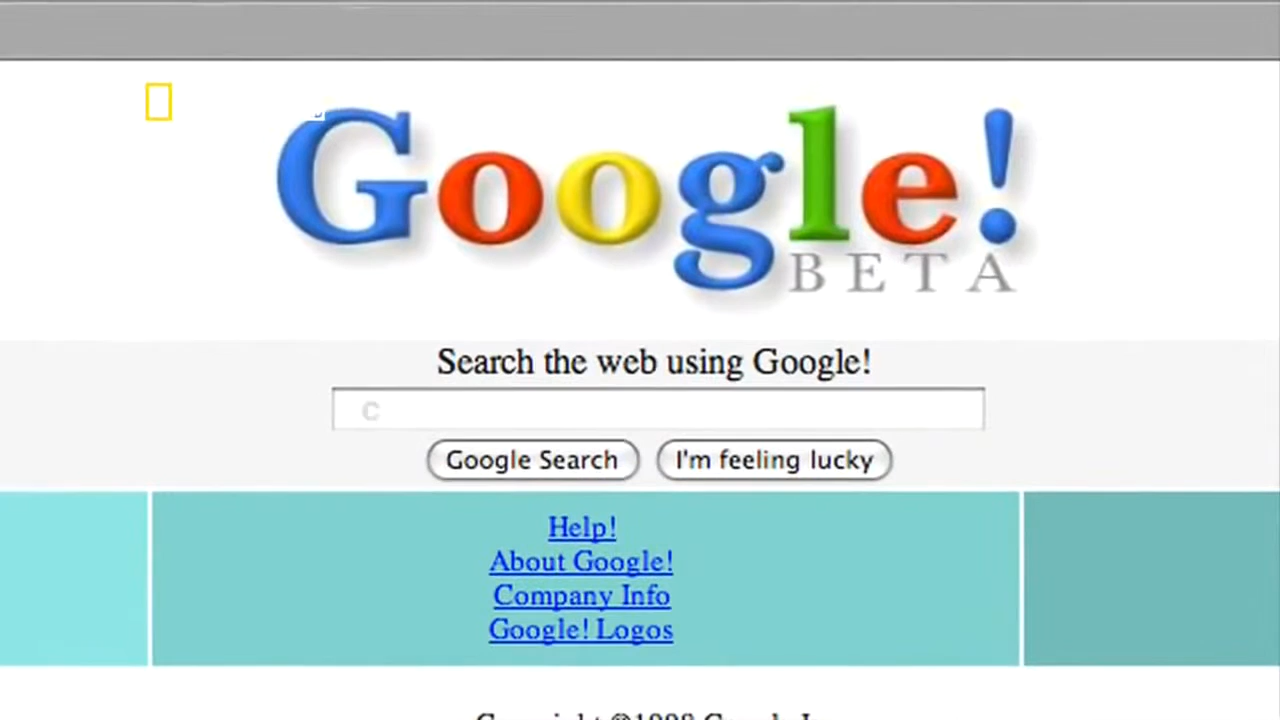 Google!
BETA
Search the web using Google!
c
Google Search I'm feeling lucky
Help!
About Google!
Company Info
Google! Logos